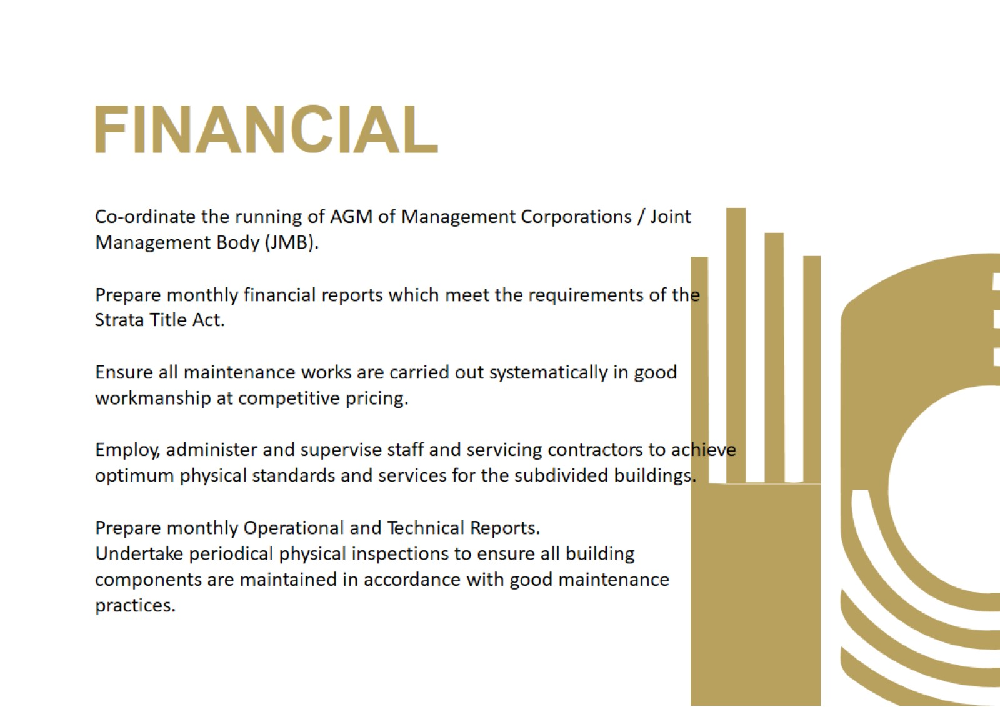 FINANCIAL
Co-ordinate the running of AGM of Management Corporations / Joint
Management Body (JMB).
Prepare monthly financial reports which meet the requirements of the
Strata Title Act.
Ensure all maintenance works are carried out systematically in good
workmanship at competitive pricing.
Employ, administer and supervise staff and servicing contractors to achieve
optimum physical standards and services for the subdivided buildings.
Prepare monthly Operational and Technical Reports.
Undertake periodical physical inspections to ensure all building
components are maintained in accordance with good maintenance
practices.